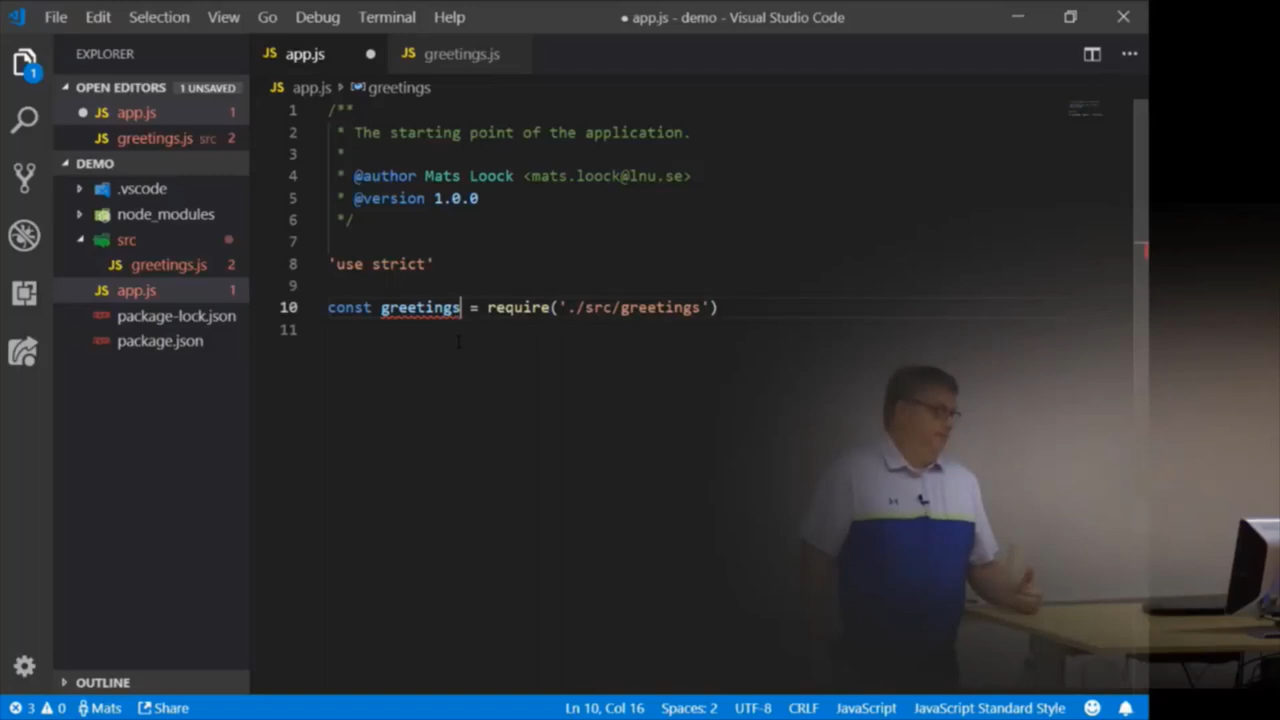 File Edit Selection View Go Debug Terminal Help
● app.js - demo - Visual Studio Code
EXPLORER
JS app.js ●
JS greetings.js
OPEN EDITORS 1 UNSAVED
● JS app.js 1
JS greetings.js src 2
DEMO
.vscode
node_modules
src
JS greetings.js 2
JS app.js 1
package-lock.json
package.json
OUTLINE
JS app.js greetings
1 /**
2 * The starting point of the application.
3 *
4 * @author Mats Loock <mats.loock@lnu.se>
5 * @version 1.0.0
6 */
7
8 'use strict'
9
10 const greetings = require('./src/greetings')
11
1
3 0 Mats Share
Ln 10, Col 16 Spaces: 2 UTF-8 CRLF JavaScript JavaScript Standard Style